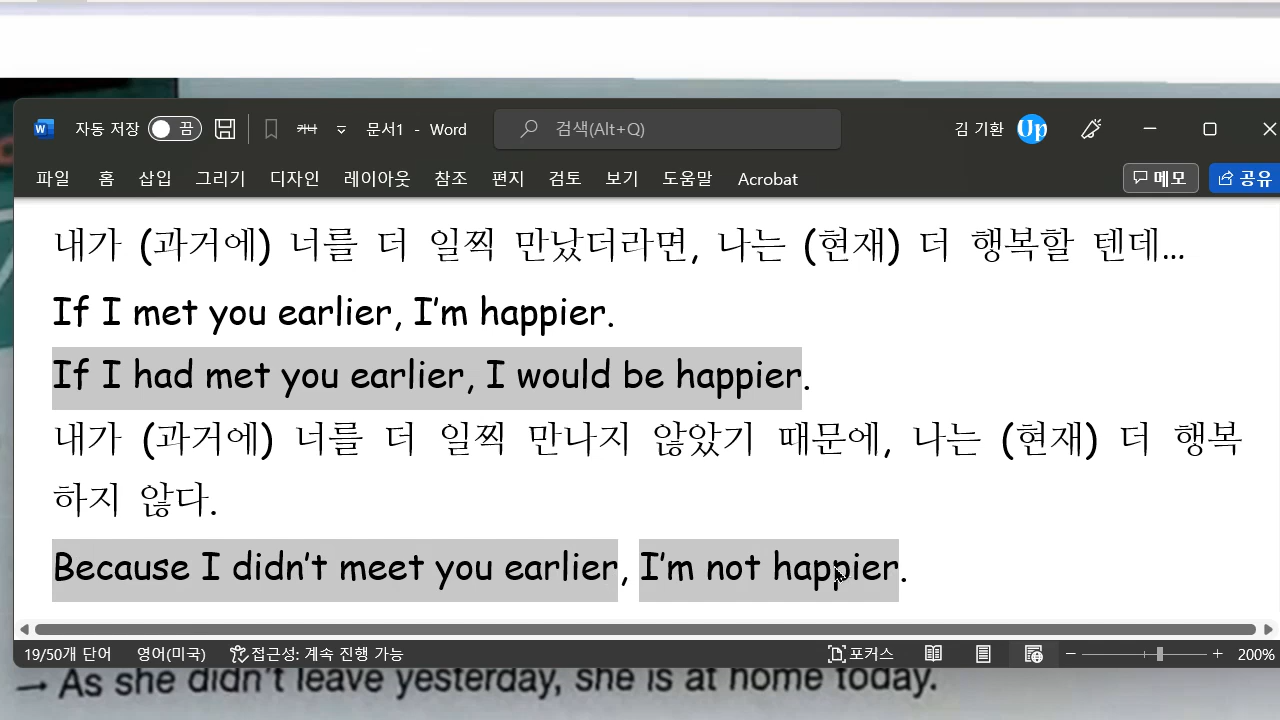 자동 저장 끔 가나 문서1 - Word 검색(Alt+Q) 김 기환 Up
파일 홈 삽입 그리기 디자인 레이아웃 참조 편지 검토 보기 도움말 Acrobat 메모 공유
내가 (과거에) 너를 더 일찍 만났더라면, 나는 (현재) 더 행복할 텐데...
If I met you earlier, I'm happier.
If I had met you earlier, I would be happier.
내가 (과거에) 너를 더 일찍 만나지 않았기 때문에, 나는 (현재) 더 행복
하지 않다.
Because I didn't meet you earlier, I'm not happier.
19/50개 단어 영어(미국) 접근성: 계속 진행 가능 포커스 200%
→ As she didn't leave yesterday, she is at home today.